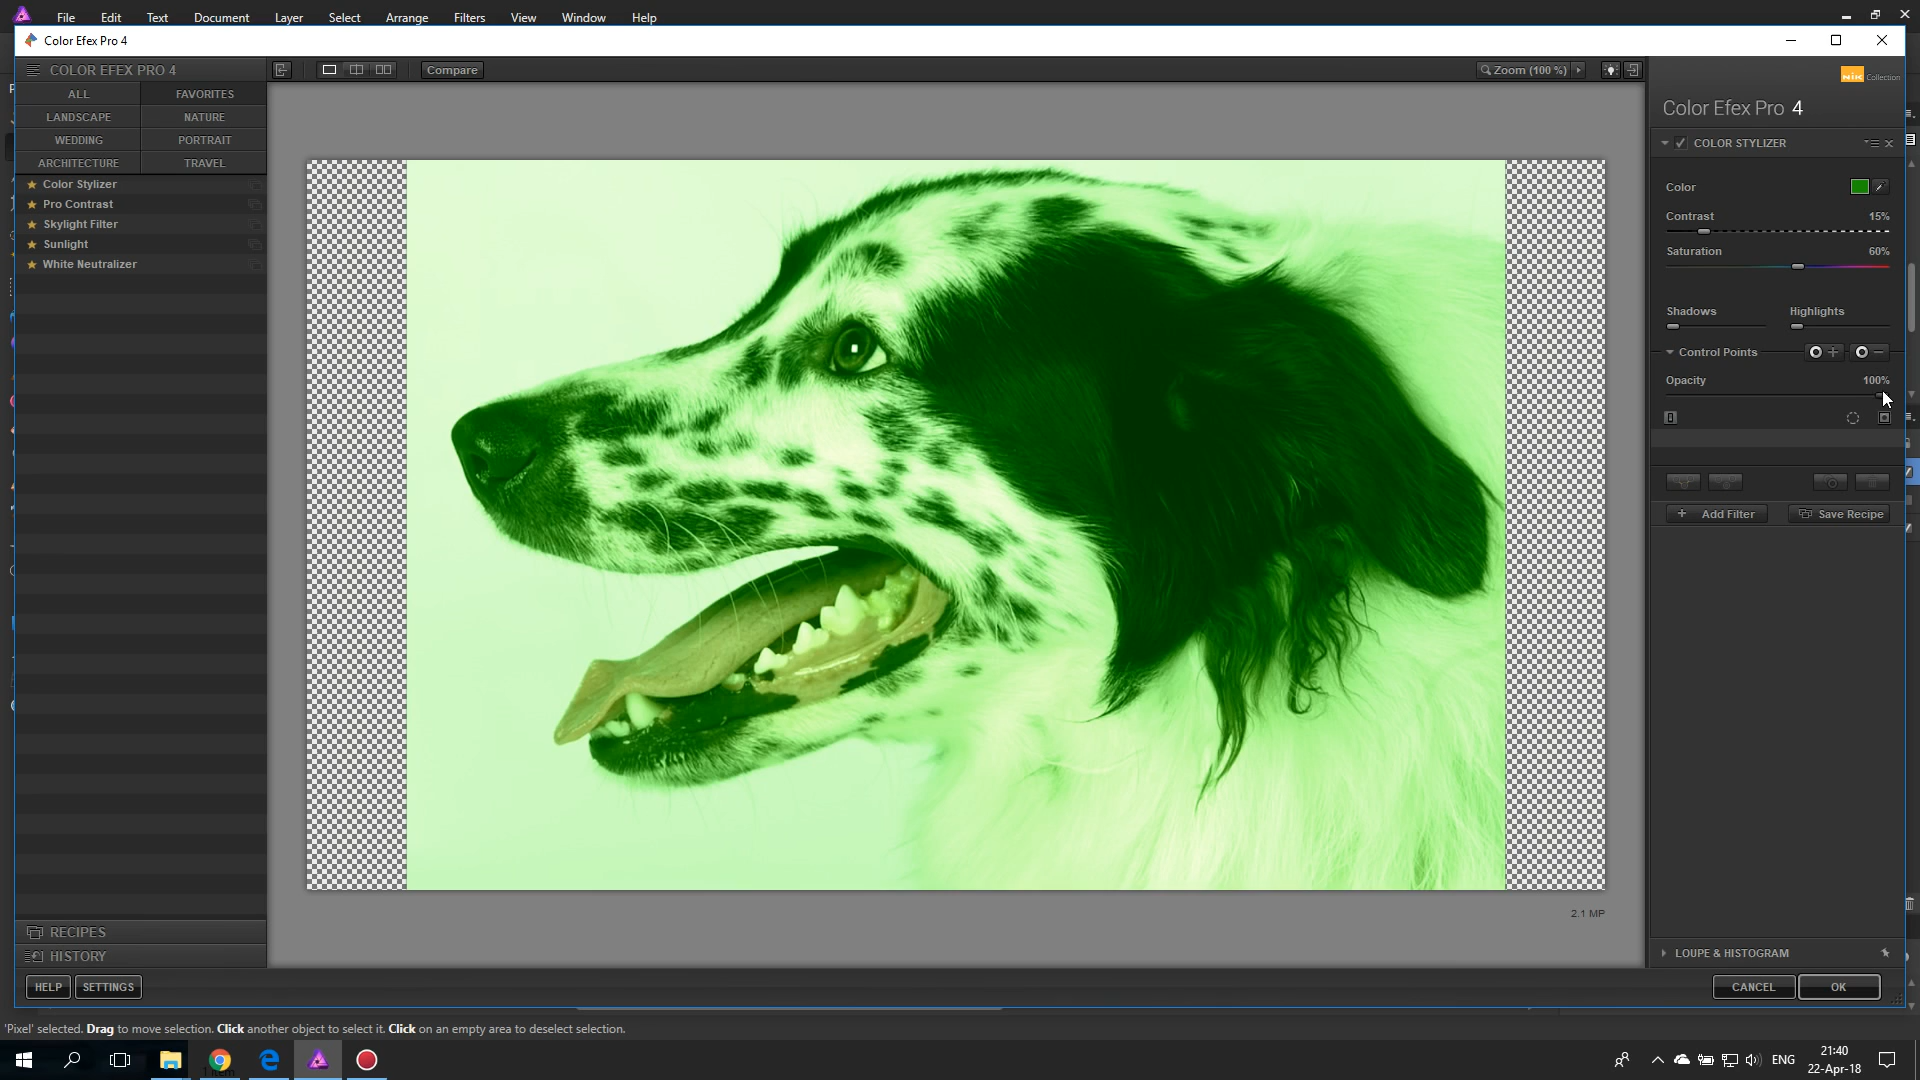 File Edit Text Document Layer Select Arrange Filters View Window Help
Color Efex Pro 4
COLOR EFEX PRO 4
Compare
Zoom (100 %)
ALL FAVORITES
LANDSCAPE NATURE
WEDDING PORTRAIT
ARCHITECTURE TRAVEL
Color Stylizer
Pro Contrast
Skylight Filter
Sunlight
White Neutralizer
RECIPES
HISTORY
HELP SETTINGS
2.1 MP
Nik Collection
Color Efex Pro 4
COLOR STYLIZER
Color
Contrast 15%
Saturation 60%
Shadows Highlights
Control Points
Opacity 100%
Add Filter Save Recipe
LOUPE & HISTOGRAM
CANCEL OK
'Pixel' selected. Drag to move selection. Click another object to select it. Click on an empty area to deselect selection.
ENG
21:40
22-Apr-18